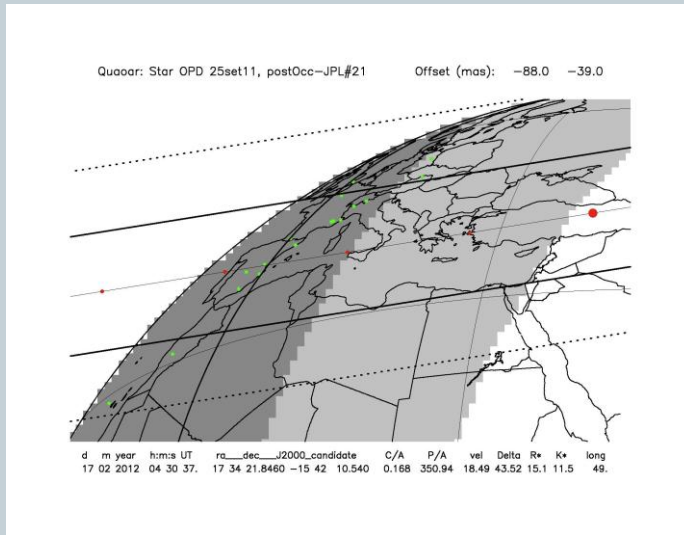 Quaoar: Star OPD 25set11, postOcc-JPL#21 Offset (mas): -88.0 -39.0
d m year h:m:s UT ra___dec___J2000_candidate C/A P/A vel Delta R* K* long
17 02 2012 04 30 37. 17 34 21.8460 -15 42 10.540 0.168 350.94 18.49 43.52 15.1 11.5 49.